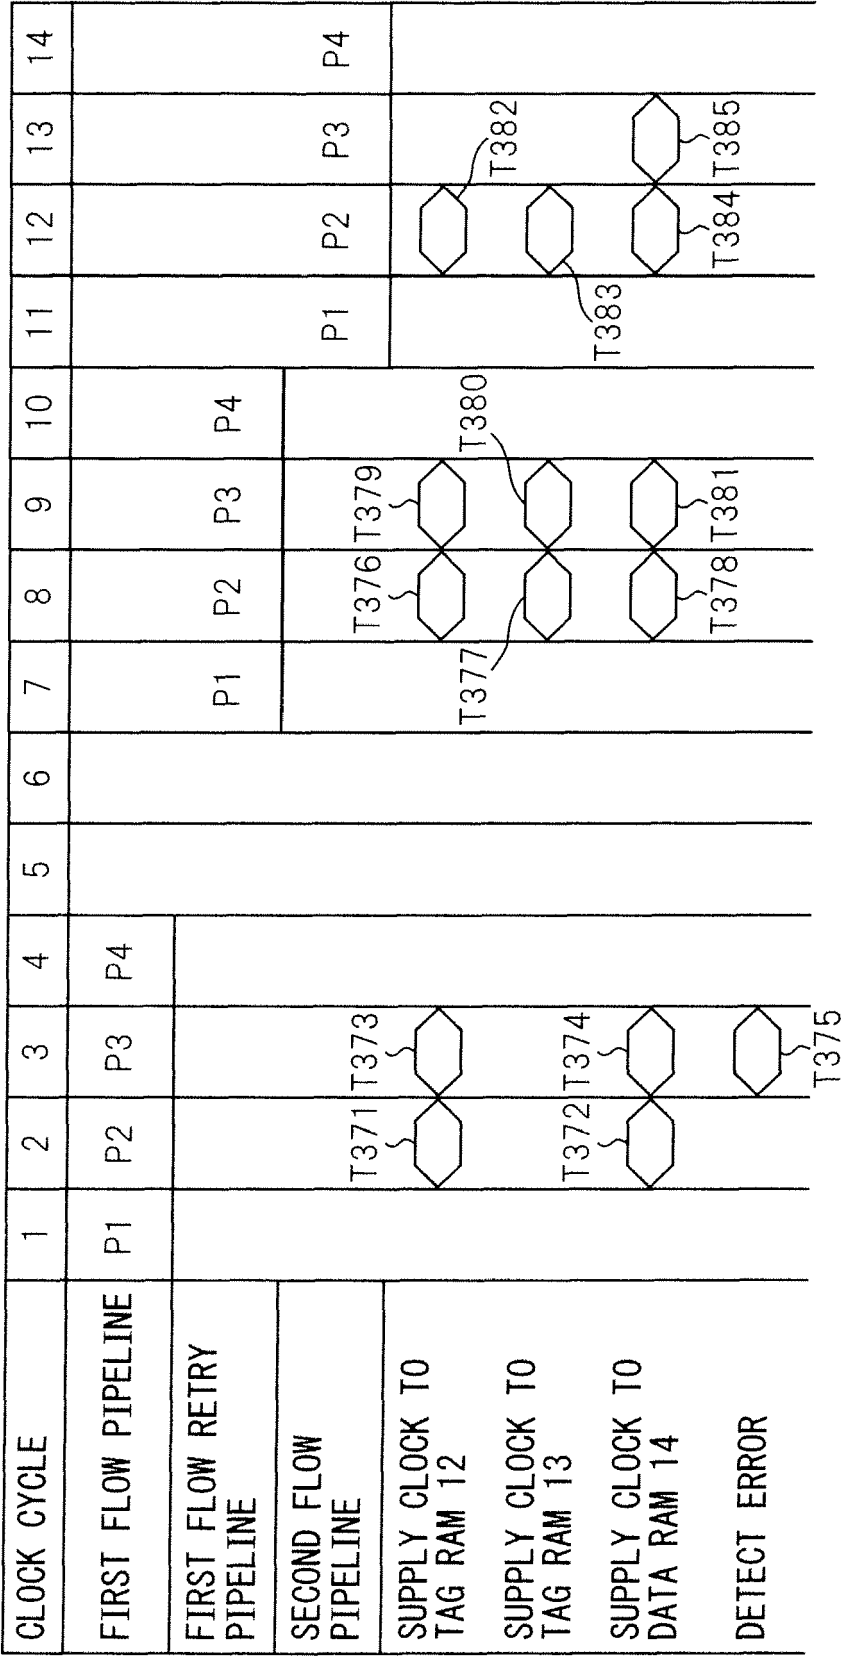 CLOCK CYCLE 1 2 3 4 5 6 7 8 9 10 11 12 13 14
FIRST FLOW PIPELINE P1 P2 P3 P4
FIRST FLOW RETRY
PIPELINE P1 P2 P3 P4
SECOND FLOW
PIPELINE P1 P2 P3 P4
T371 T373 T376 T379
SUPPLY CLOCK TO
TAG RAM 12
T382
T377 T380
SUPPLY CLOCK TO
TAG RAM 13
T383
T372 T374
SUPPLY CLOCK TO
DATA RAM 14
T378 T381 T384 T385
DETECT ERROR
T375